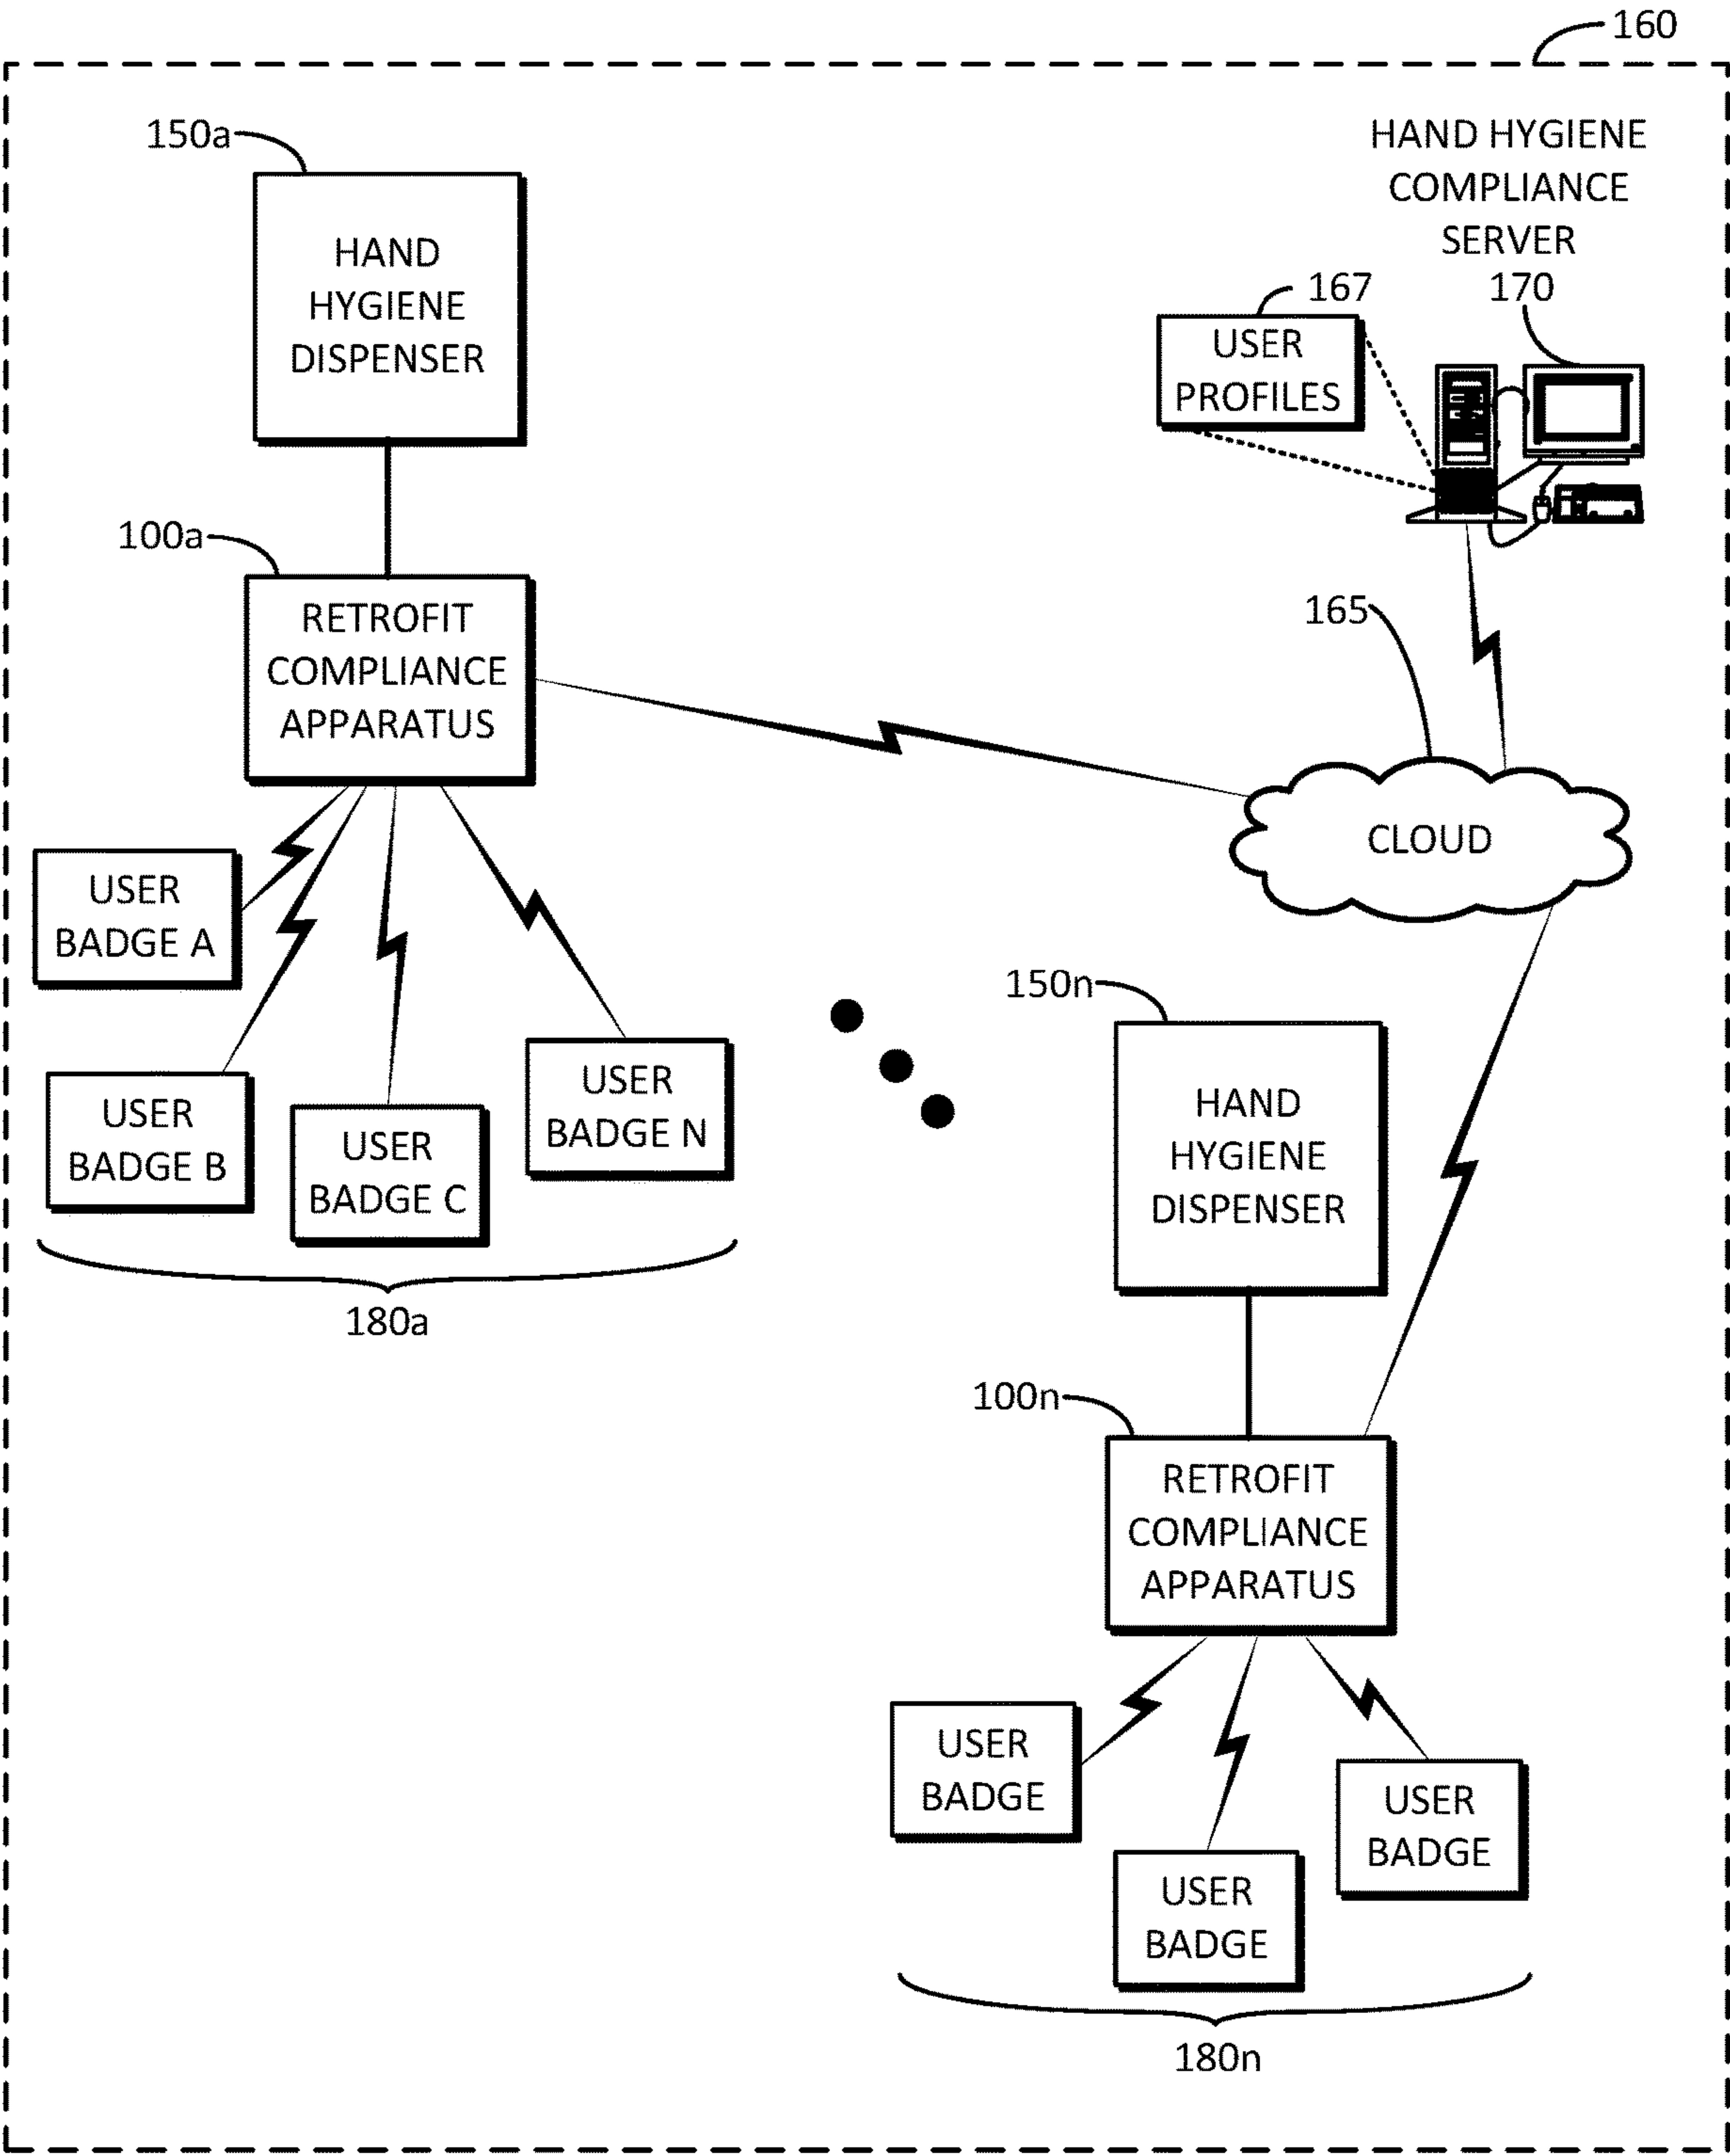 160
150a
HAND
HYGIENE
DISPENSER
HAND HYGIENE
COMPLIANCE
SERVER
170
167
USER
PROFILES
100a
RETROFIT
COMPLIANCE
APPARATUS
165
CLOUD
USER
BADGE A
USER
BADGE B
USER
BADGE C
USER
BADGE N
180a
150n
HAND
HYGIENE
DISPENSER
100n
RETROFIT
COMPLIANCE
APPARATUS
USER
BADGE
USER
BADGE
USER
BADGE
180n